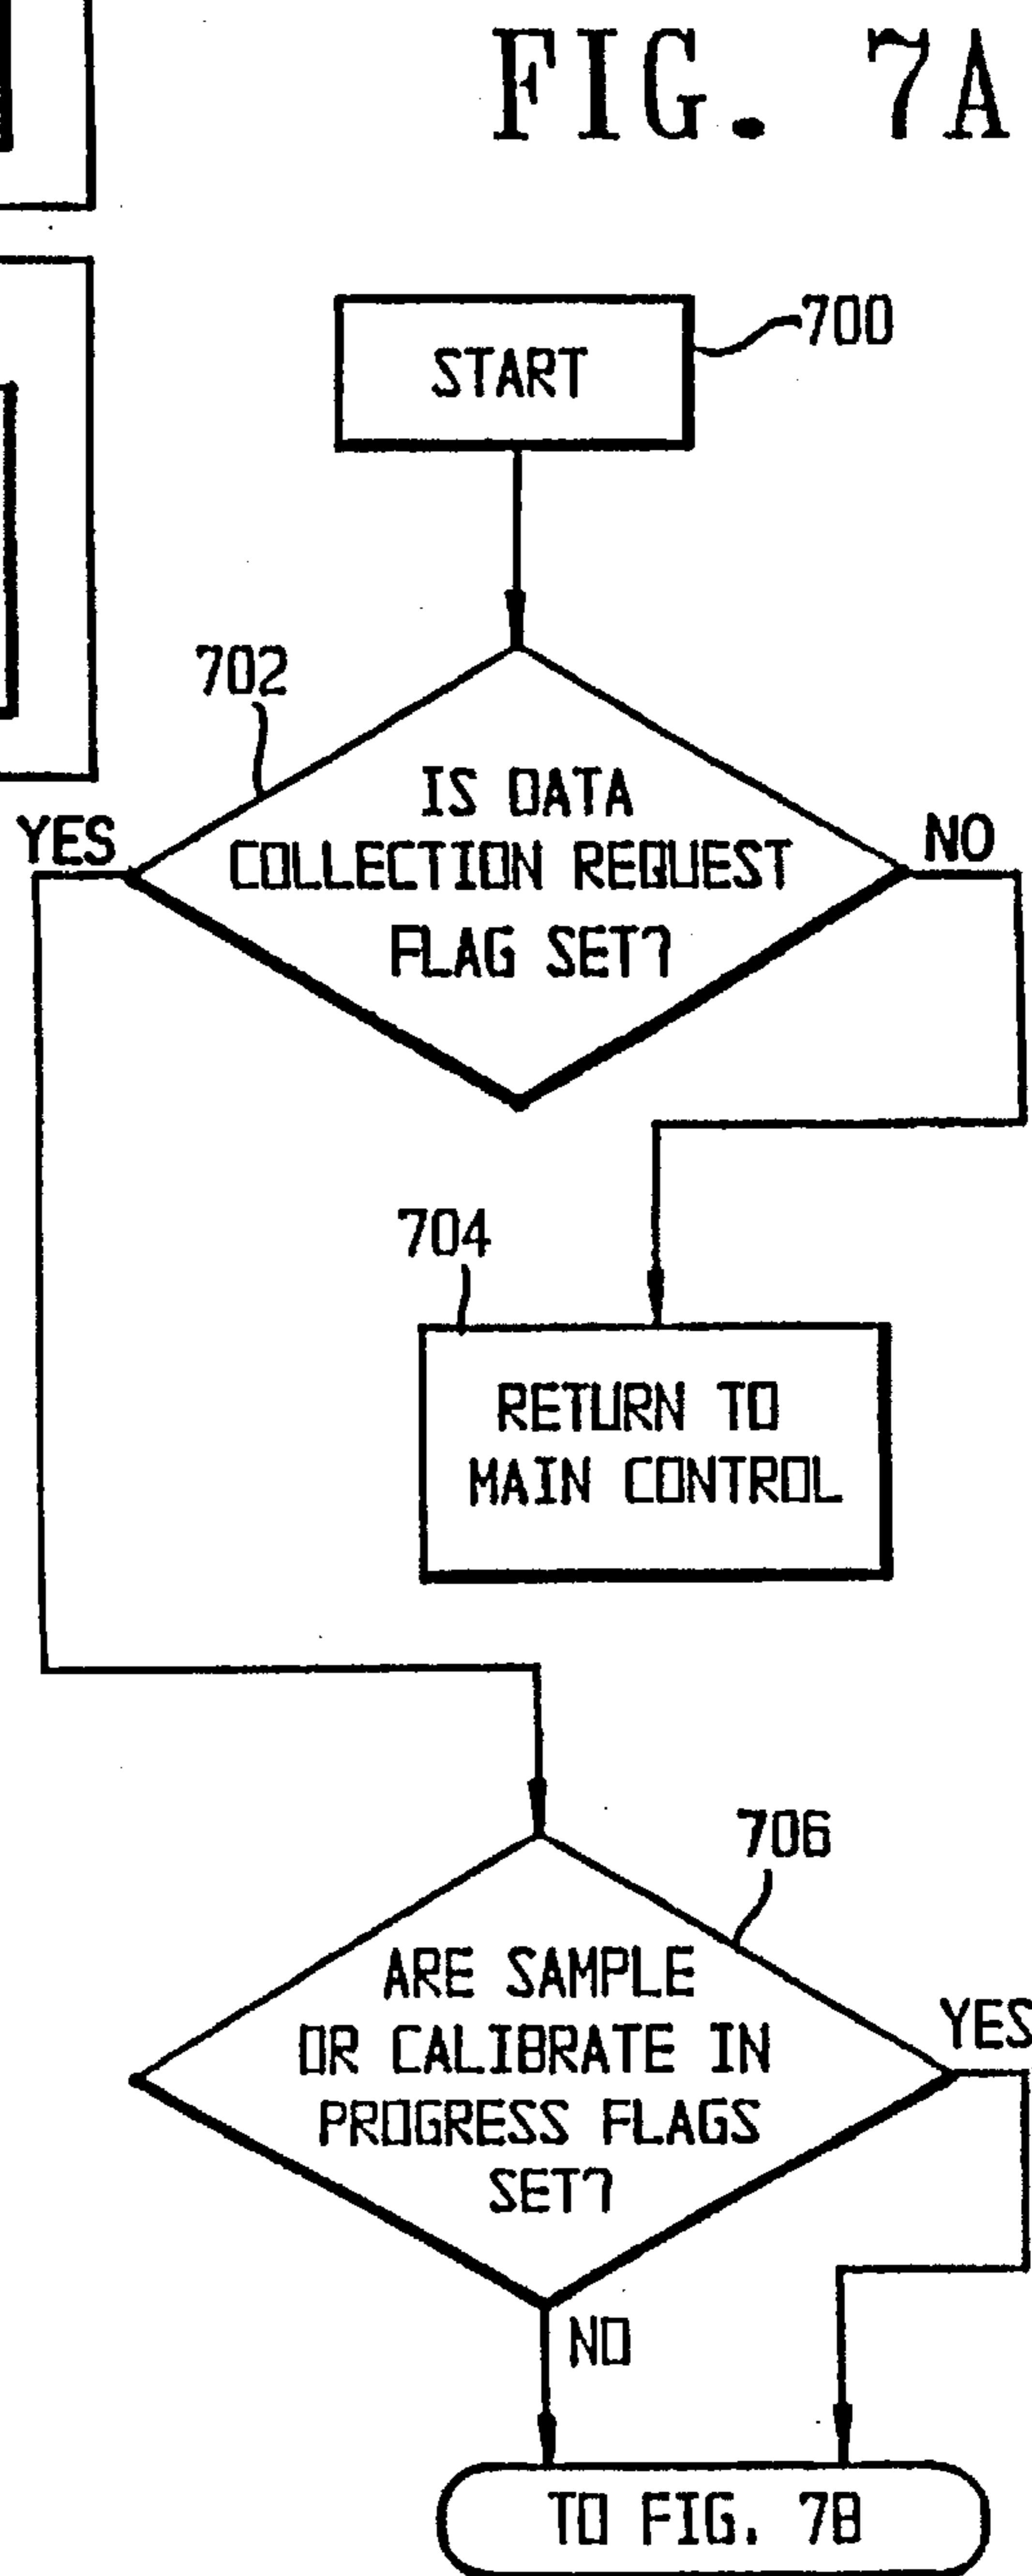 FIG. 7A
START
700
702
IS DATA
COLLECTION REQUEST
FLAG SET?
YES
NO
704
RETURN TO
MAIN CONTROL
706
ARE SAMPLE
OR CALIBRATE IN
PROGRESS FLAGS
SET?
YES
NO
TO FIG. 7B